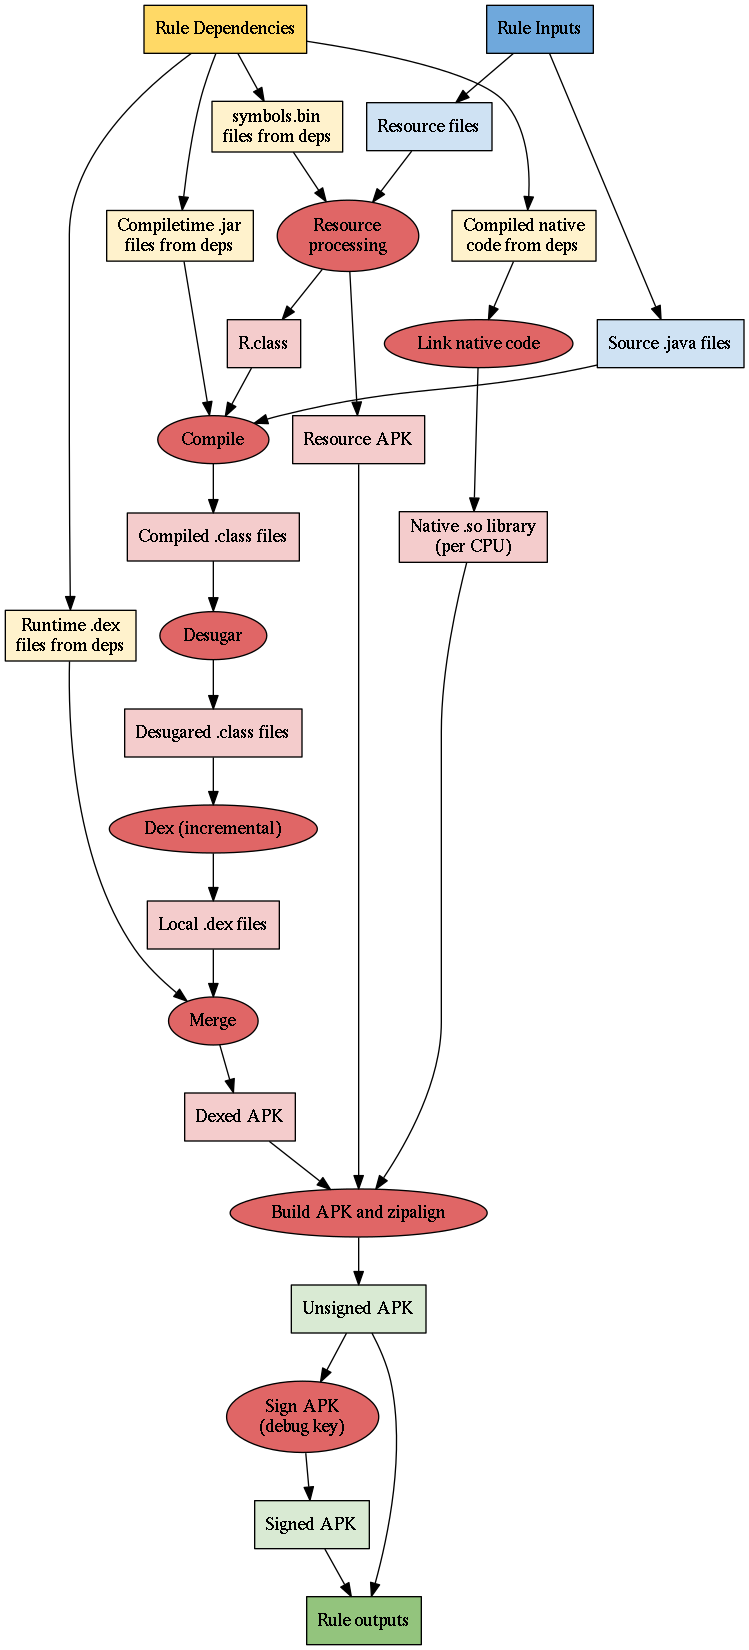 Rule Dependencies
Rule Inputs
symbols.bin
files from deps
Resource files
Compiletime .jar
files from deps
Resource
processing
Compiled native
code from deps
R.class
Link native code
Source .java files
Compile
Resource APK
Compiled .class files
Native .so library
(per CPU)
Runtime .dex
files from deps
Desugar
Desugared .class files
Dex (incremental)
Local .dex files
Merge
Dexed APK
Build APK and zipalign
Unsigned APK
Sign APK
(debug key)
Signed APK
Rule outputs